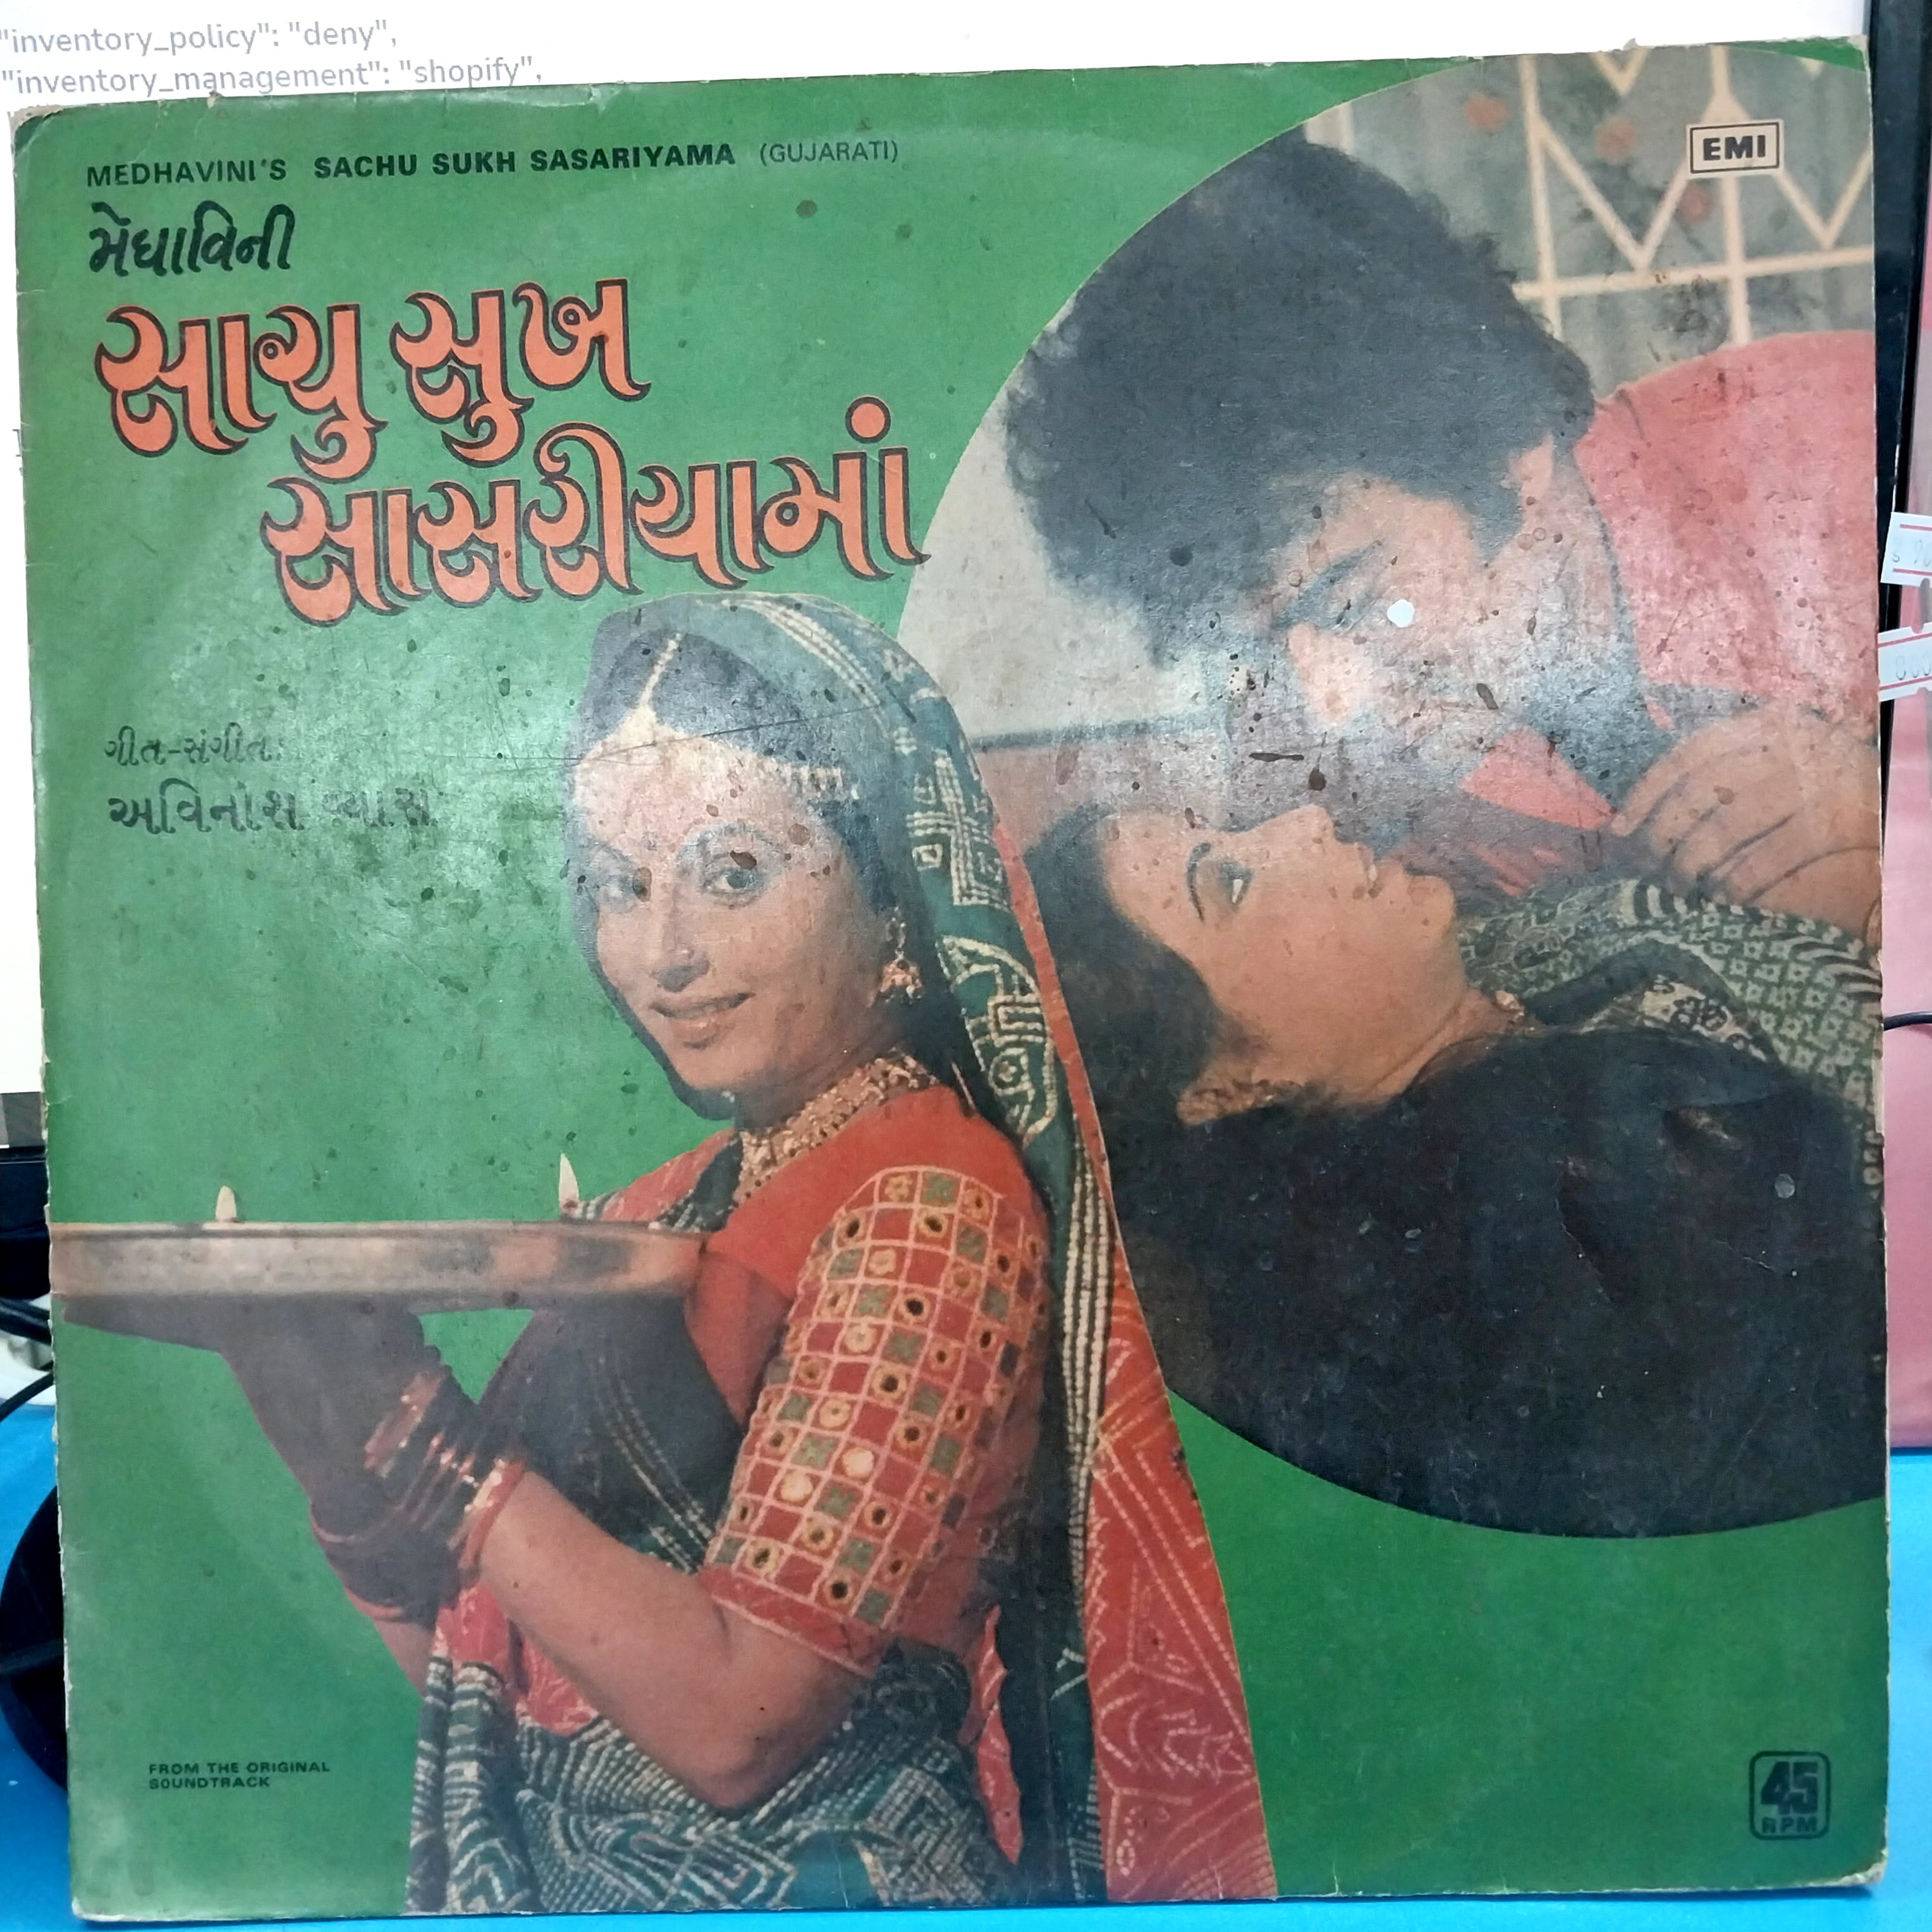 "inventory_policy": "deny",
"inventory_management": "shopify",
MEDHAVINI'S SACHU SUKH SASARIYAMA (GUJARATI)
EMI
મેઘાવિની
સાચુ સુખ
સાસરીયામાં
ગીત-સંગીત:
અવિનાશ વ્યાસ
FROM THE ORIGINAL
SOUNDTRACK
45
RPM